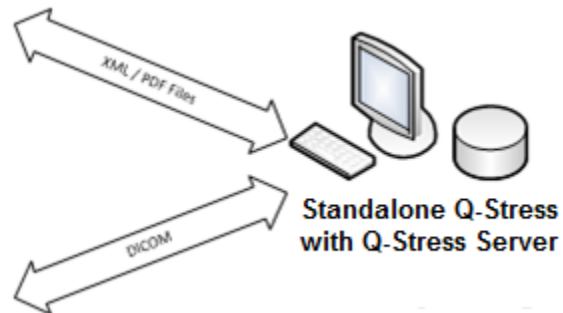 XML / PDF Files
Standalone Q-Stress
with Q-Stress Server
DICOM